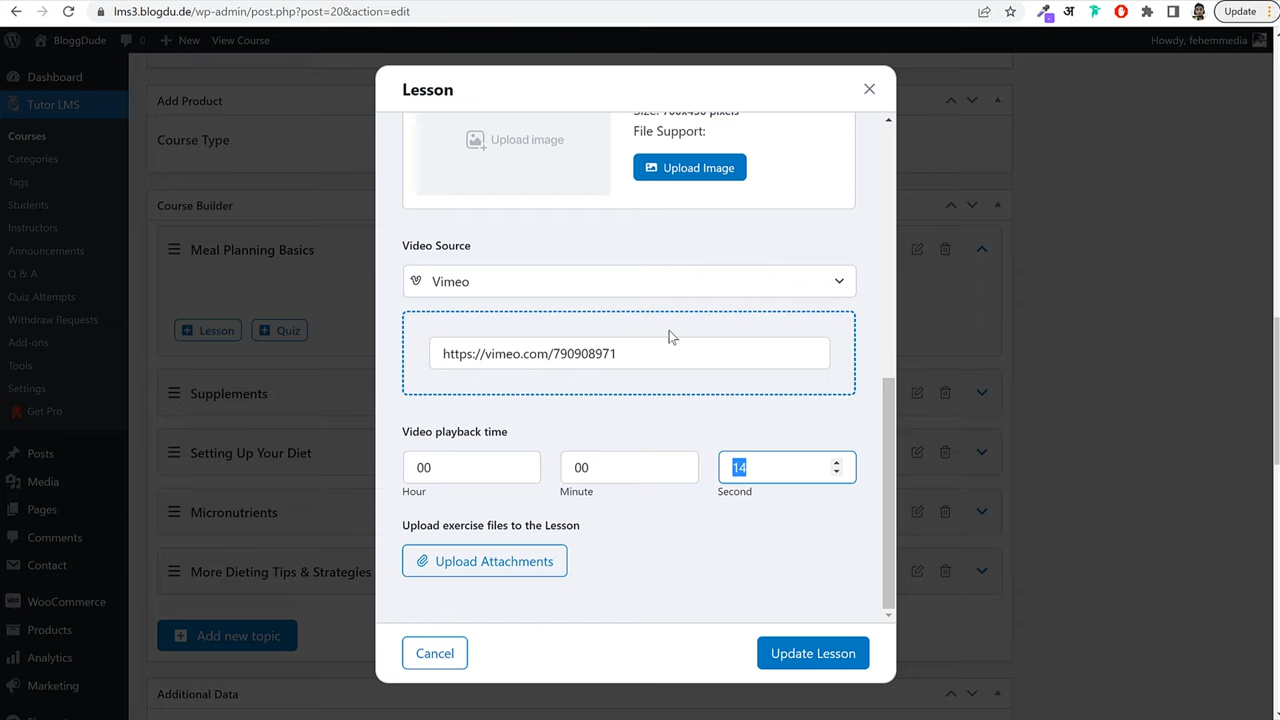 lms3.blogdu.de/wp-admin/post.php?post=20&action=edit
अ
Update
BloggDude
0
New
View Course
Howdy, fehemmedia
Dashboard
Tutor LMS
Courses
Categories
Tags
Students
Instructors
Announcements
Q & A
Quiz Attempts
Withdraw Requests
Add-ons
Tools
Settings
Get Pro
Posts
Media
Pages
Comments
Contact
WooCommerce
Products
Analytics
Marketing
Add Product
Course Type
Course Builder
Meal Planning Basics
Lesson
Quiz
Supplements
Setting Up Your Diet
Micronutrients
More Dieting Tips & Strategies
Add new topic
Additional Data
Lesson
Upload image
Size: 700x430 pixels
File Support:
Upload Image
Video Source
Vimeo
https://vimeo.com/790908971
Video playback time
00
00
14
Hour
Minute
Second
Upload exercise files to the Lesson
Upload Attachments
Cancel
Update Lesson